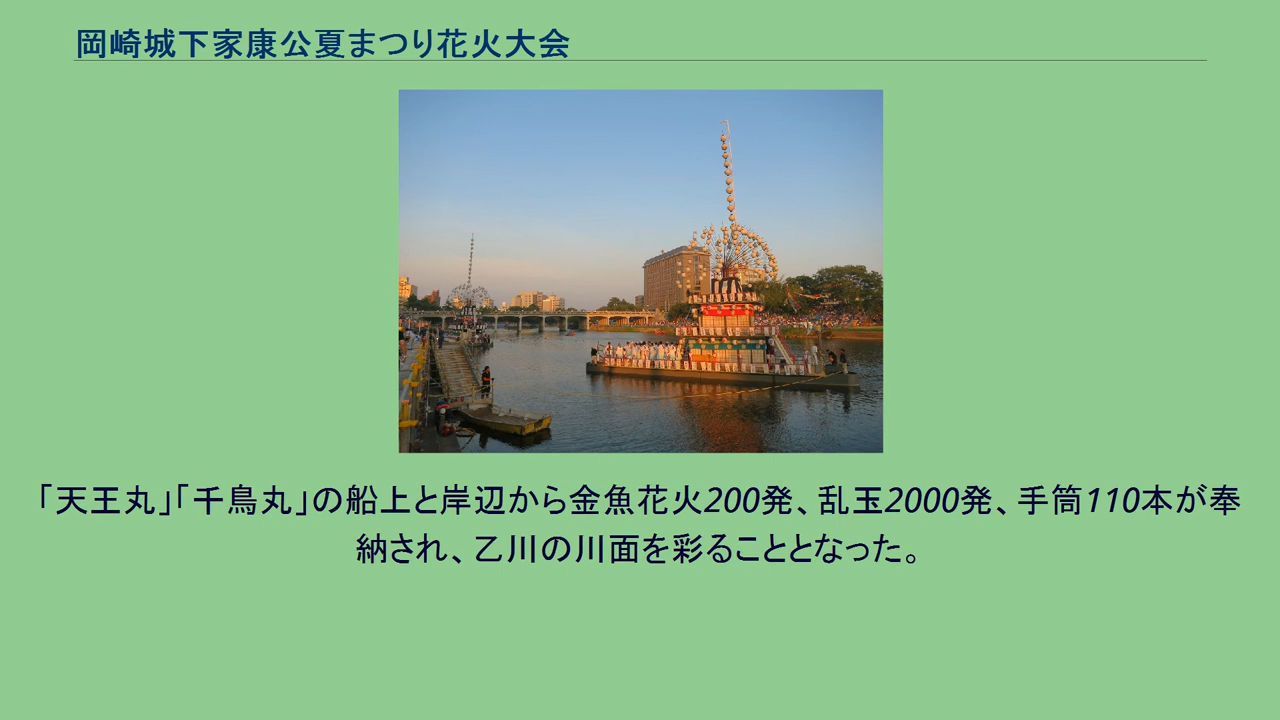 岡崎城下家康公夏まつり花火大会
「天王丸」「千鳥丸」の船上と岸辺から金魚花火200発、乱玉2000発、手筒110本が奉
納され、乙川の川面を彩ることとなった。